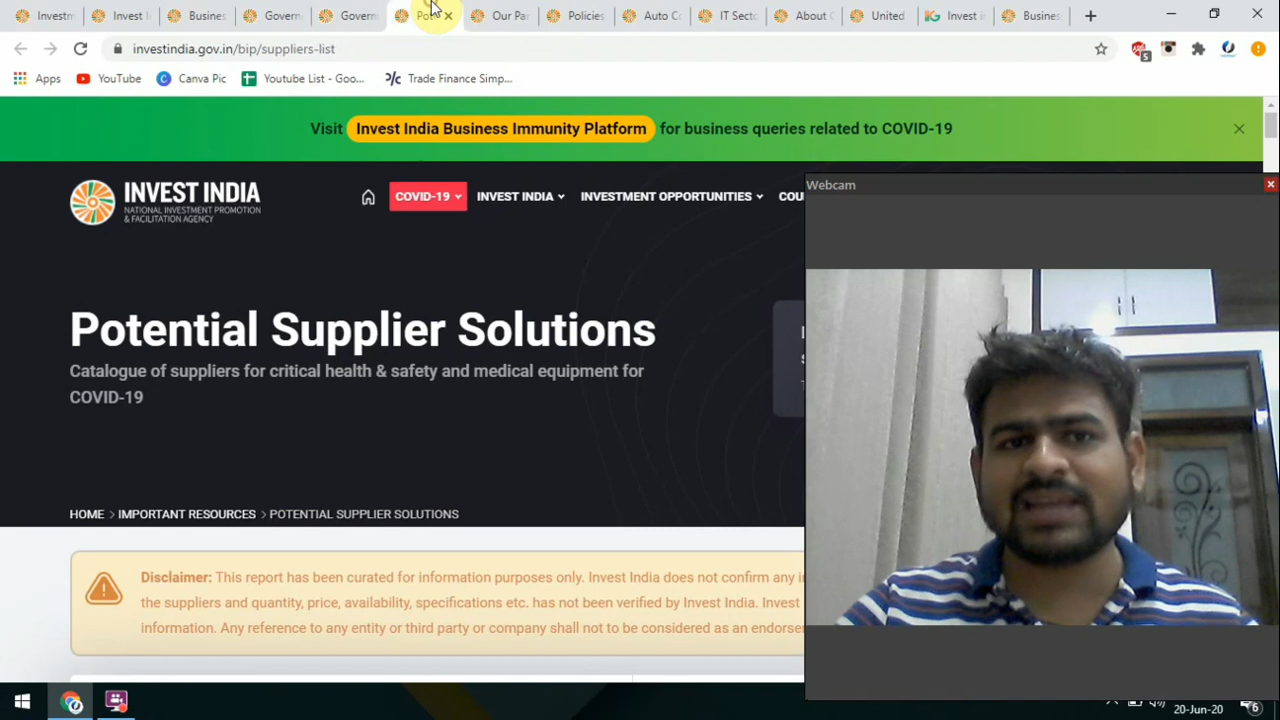 Investm
Invest I
Busines
Govern
Govern
Pot
Our Par
Policies
Auto Co
IT Secto
About C
United
Invest i
Busines
investindia.gov.in/bip/suppliers-list
5
Apps
YouTube
Canva Pic
Youtube List - Goo...
Trade Finance Simp...
Visit Invest India Business Immunity Platform for business queries related to COVID-19
INVEST INDIA
NATIONAL INVESTMENT PROMOTION
& FACILITATION AGENCY
COVID-19
INVEST INDIA
INVESTMENT OPPORTUNITIES
COU
Webcam
Potential Supplier Solutions
Catalogue of suppliers for critical health & safety and medical equipment for
COVID-19
HOME > IMPORTANT RESOURCES > POTENTIAL SUPPLIER SOLUTIONS
Disclaimer: This report has been curated for information purposes only. Invest India does not confirm any i
the suppliers and quantity, price, availability, specifications etc. has not been verified by Invest India. Invest
information. Any reference to any entity or third party or company shall not to be considered as an endorse
20-Jun-20
6